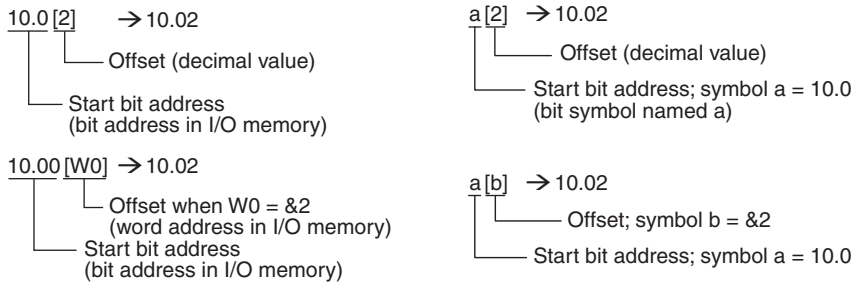 10.0 [2] → 10.02
Offset (decimal value)
Start bit address
(bit address in I/O memory)
10.00 [W0] → 10.02
Offset when W0 = &2
(word address in I/O memory)
Start bit address
(bit address in I/O memory)
a [2] → 10.02
Offset (decimal value)
Start bit address; symbol a = 10.0
(bit symbol named a)
a [b] → 10.02
Offset; symbol b = &2
Start bit address; symbol a = 10.0